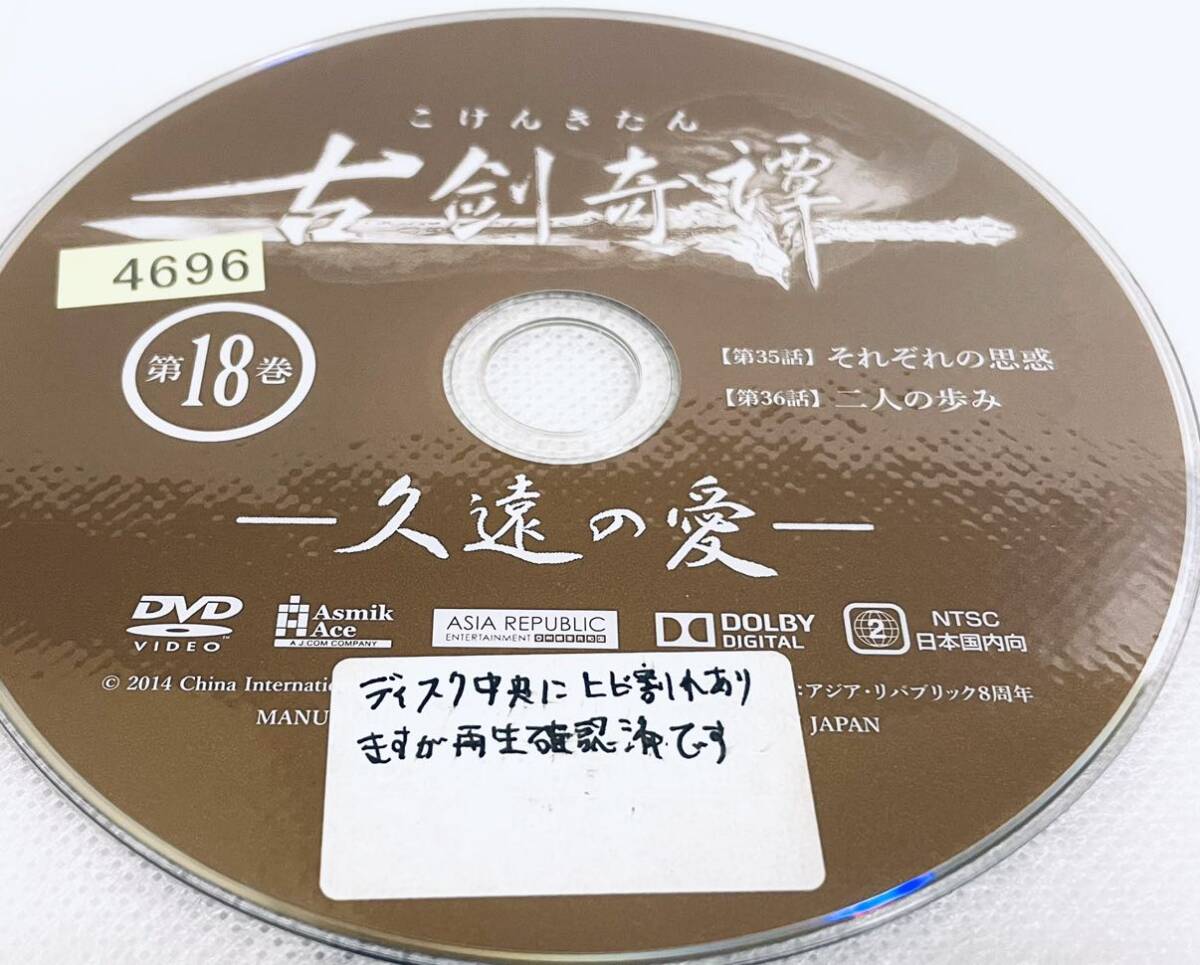 こけんきたん
古剣奇譚
4696
第18巻
【第35話】それぞれの思惑
【第36話】二人の歩み
―久遠の愛―
DVD VIDEO
Asmik Ace
A J:COM COMPANY
ASIA REPUBLIC
ENTERTAINMENT
DOLBY DIGITAL
2
NTSC
日本国内向
© 2014 China Internati
:アジア・リパブリック8周年
MANU
JAPAN
ディスク中央にヒビ割れあり
ますが再生確認済です